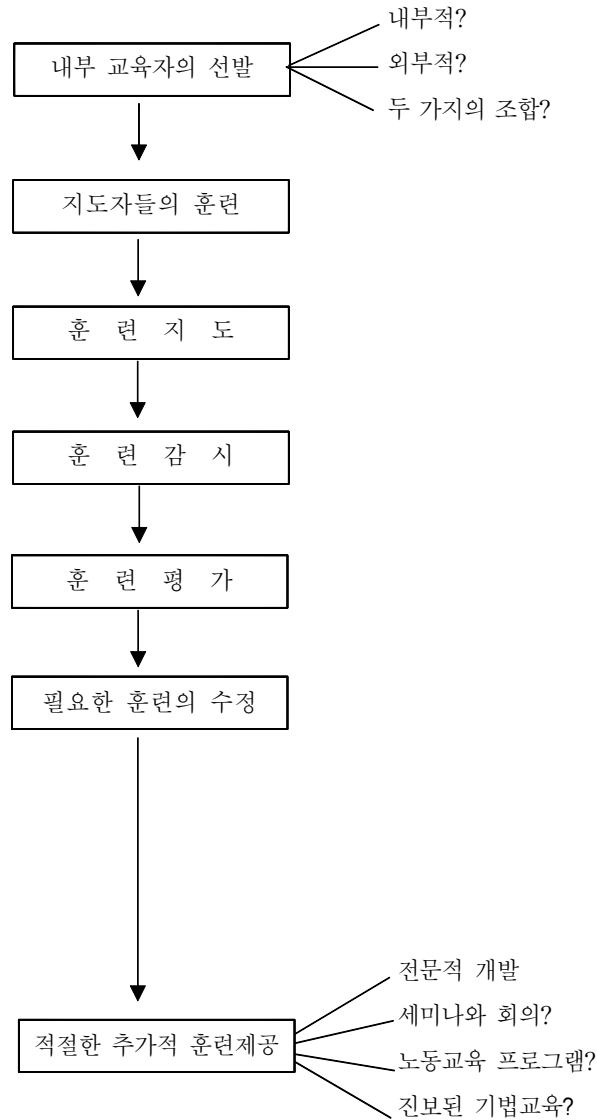 내부적?
내부 교육자의 선발
외부적?
두 가지의 조합?
지도자들의 훈련
훈 련 지 도
훈 련 감 시
훈 련 평 가
필요한 훈련의 수정
전문적 개발
세미나와 회의?
적절한 추가적 훈련제공
노동교육 프로그램?
진보된 기법교육?